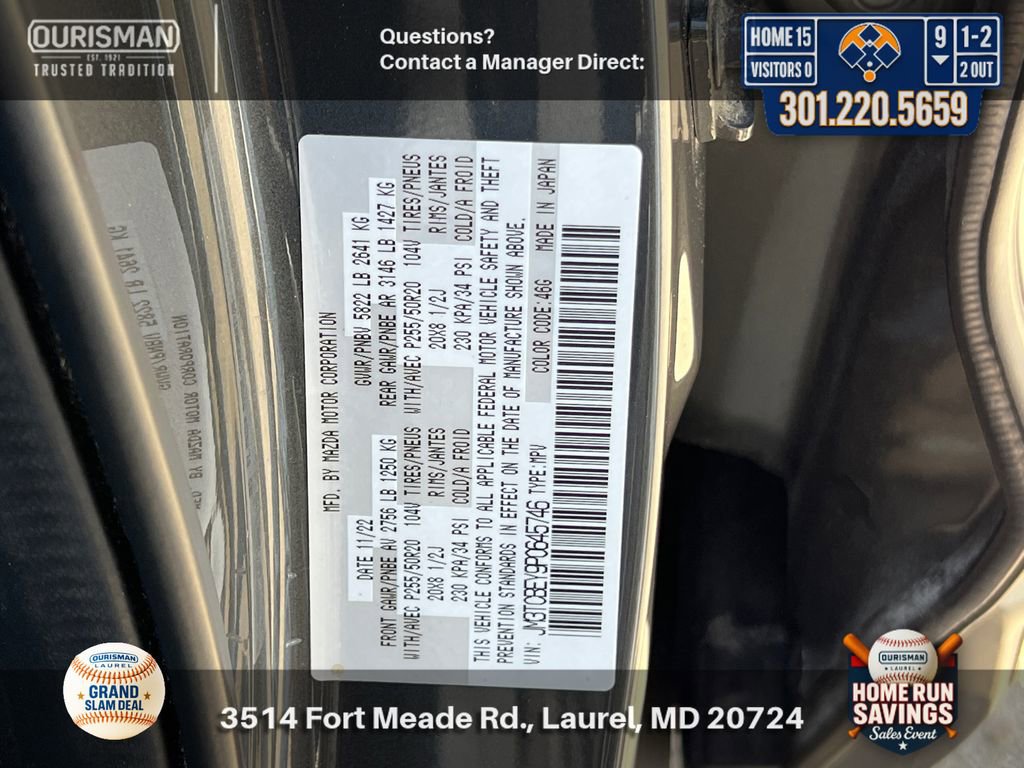 OURISMAN
EST. 1921
TRUSTED TRADITION
Questions?
Contact a Manager Direct:
HOME 15
VISITORS 0
9
1-2
2 OUT
301.220.5659
MFD. BY MAZDA MOTOR CORPORATION
DATE 11/22 GVWR/PNBV 5822 LB 2641 KG
FRONT GAWR/PNBE AV 2756 LB 1250 KG REAR GAWR/PNBE AR 3146 LB 1427 KG
WITH/AVEC P255/50R20 104V TIRES/PNEUS WITH/AVEC P255/50R20 104V TIRES/PNEUS
20X8 1/2J RIMS/JANTES 20X8 1/2J RIMS/JANTES
230 KPA/34 PSI COLD/A FROID 230 KPA/34 PSI COLD/A FROID
THIS VEHICLE CONFORMS TO ALL APPLICABLE FEDERAL MOTOR VEHICLE SAFETY AND THEFT
PREVENTION STANDARDS IN EFFECT ON THE DATE OF MANUFACTURE SHOWN ABOVE.
VIN: JM3TCBEY9P0645746 TYPE:MPV COLOR CODE:46G MADE IN JAPAN
OURISMAN
LAUREL
GRAND
SLAM DEAL
3514 Fort Meade Rd., Laurel, MD 20724
OURISMAN
LAUREL
HOME RUN
SAVINGS
Sales Event